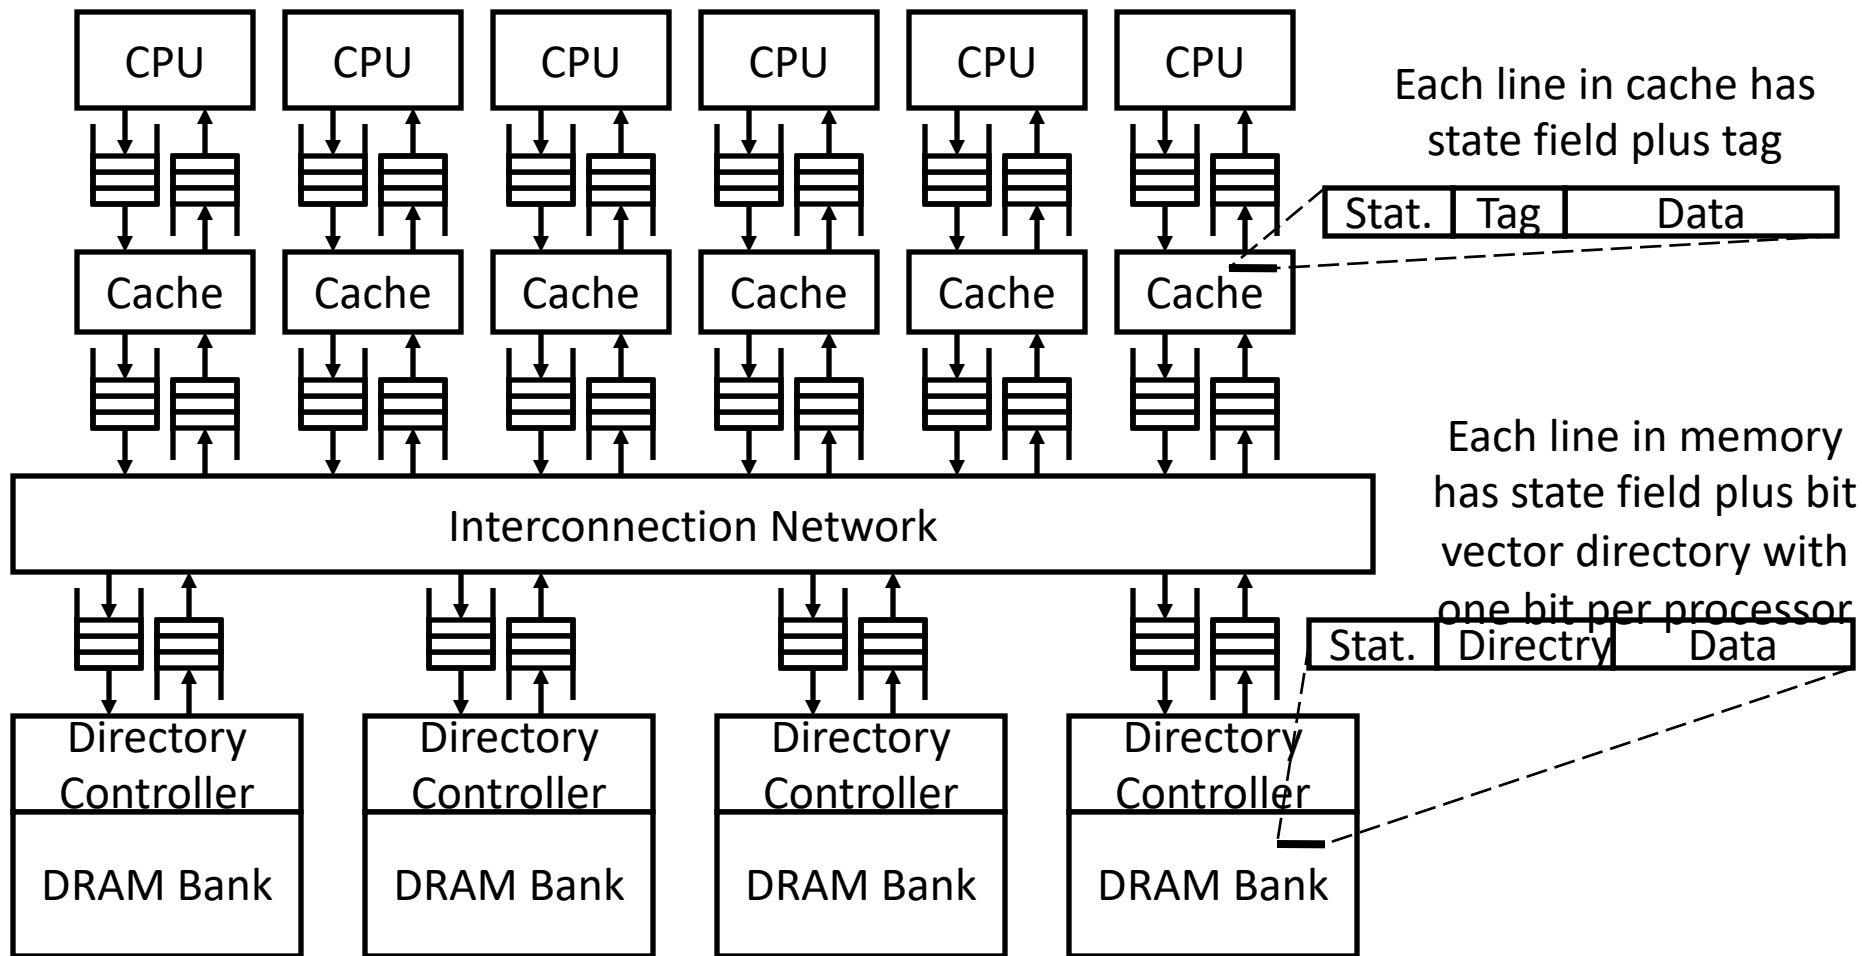 CPU CPU CPU CPU CPU CPU
Each line in cache has
state field plus tag
Stat. Tag Data
Cache Cache Cache Cache Cache Cache
Each line in memory
has state field plus bit
vector directory with
one bit per processor
Interconnection Network
Stat. Directry Data
Directory Directory Directory Directory
Controller Controller Controller Controller
DRAM Bank DRAM Bank DRAM Bank DRAM Bank